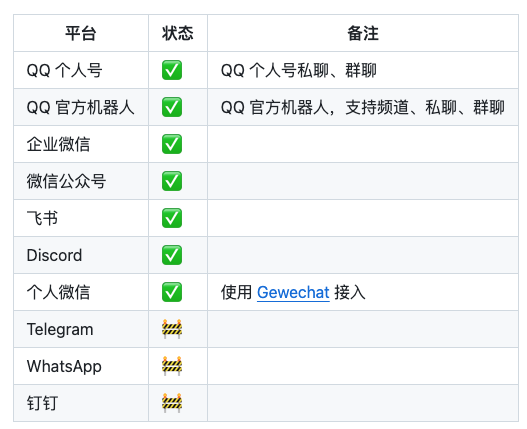 平台 状态 备注
QQ 个人号 ✅ QQ 个人号私聊、群聊
QQ 官方机器人 ✅ QQ 官方机器人，支持频道、私聊、群聊
企业微信 ✅
微信公众号 ✅
飞书 ✅
Discord ✅
个人微信 ✅ 使用 Gewechat 接入
Telegram 🚧
WhatsApp 🚧
钉钉 🚧